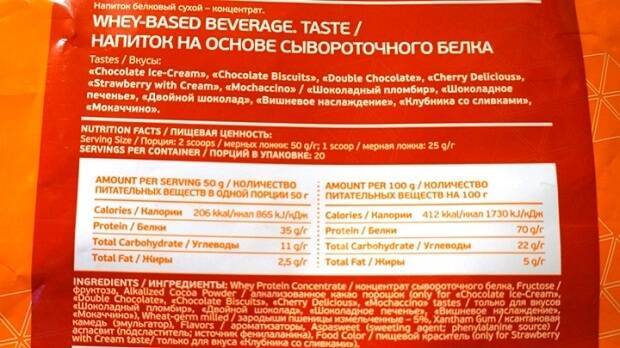 Напиток белковый сухой – концентрат.
WHEY-BASED BEVERAGE. TASTE /
НАПИТОК НА ОСНОВЕ СЫВОРОТОЧНОГО БЕЛКА
Tastes / Вкусы:
«Chocolate Ice-Cream», «Chocolate Biscuits», «Double Chocolate», «Cherry Delicious»,
«Strawberry with Cream», «Mochaccino» / «Шоколадный пломбир», «Шоколадное
печенье», «Двойной шоколад», «Вишневое наслаждение», «Клубника со сливками»,
«Мокаччино».
NUTRITION FACTS / ПИЩЕВАЯ ЦЕННОСТЬ:
Serving Size / Порция: 2 scoops / мерных ложки: 50 g/г; 1 scoop / мерная ложка: 25 g/г
SERVINGS PER CONTAINER / ПОРЦИЙ В УПАКОВКЕ: 20
AMOUNT PER SERVING 50 g / КОЛИЧЕСТВО
ПИТАТЕЛЬНЫХ ВЕЩЕСТВ В ОДНОЙ ПОРЦИИ 50 г
Calories / Калории 206 kcal/ккал 865 kJ/кДж
Protein / Белки 35 g/г
Total Carbohydrate / Углеводы 11 g/г
Total Fat / Жиры 2,5 g/г
AMOUNT PER 100 g / КОЛИЧЕСТВО
ПИТАТЕЛЬНЫХ ВЕЩЕСТВ НА 100 г
Calories / Калории 412 kcal/ккал 1730 kJ/кДж
Protein / Белки 70 g/г
Total Carbohydrate / Углеводы 22 g/г
Total Fat / Жиры 5 g/г
INGREDIENTS / ИНГРЕДИЕНТЫ: Whey Protein Concentrate / концентрат сывороточного белка, Fructose /
фруктоза, Alkalized Cocoa Powder / алкализованное какао порошок (only for «Chocolate Ice-Cream»,
«Double Chocolate», «Chocolate Biscuits», «Cherry Delicious», «Mochaccino» tastes / только для вкусов
«Шоколадный пломбир», «Двойной шоколад», «Шоколадное печенье», «Вишневое наслаждение»,
«Мокаччино»), Wheat-germ milled / зародыши пшеницы измельченные – 5%, Xantham Gum / ксантановая
камедь (эмульгатор), Flavors / ароматизаторы, Aspasweet (sweeting agent; phenylalanine source) /
аспасвит (подсластитель; источник фенилаланина), Food Color / пищевой краситель (only for Strawberry
with Cream taste/ только для вкуса «Клубника со сливками»).